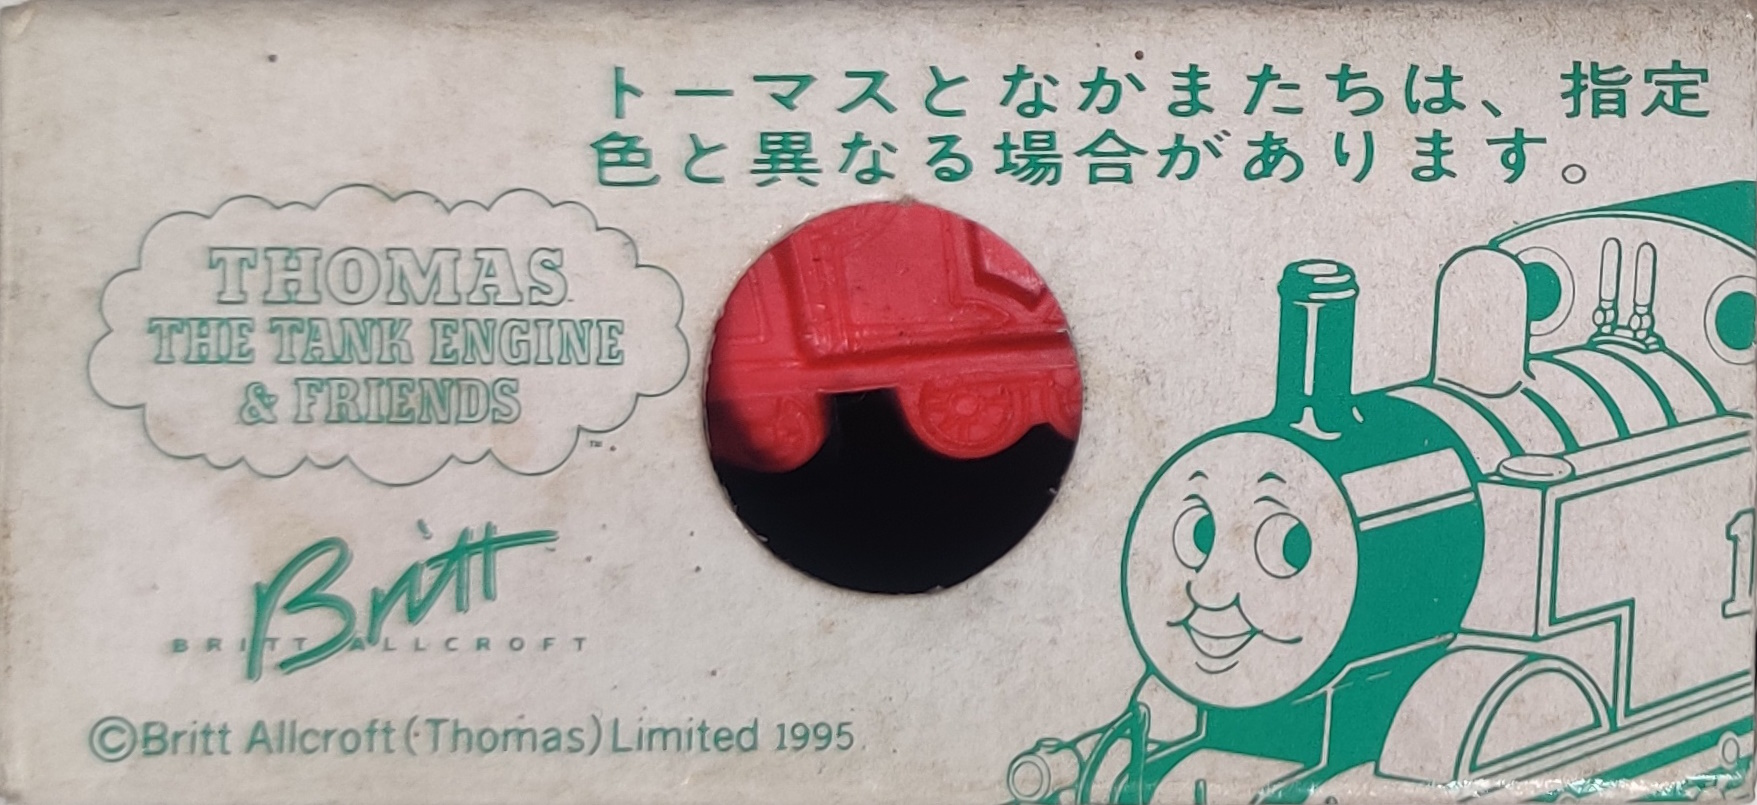 トーマスとなかまたちは、指定
色と異なる場合があります。
THOMAS
THE TANK ENGINE
& FRIENDS
™
Britt
BRITT ALLCROFT
©Britt Allcroft(Thomas)Limited 1995
1